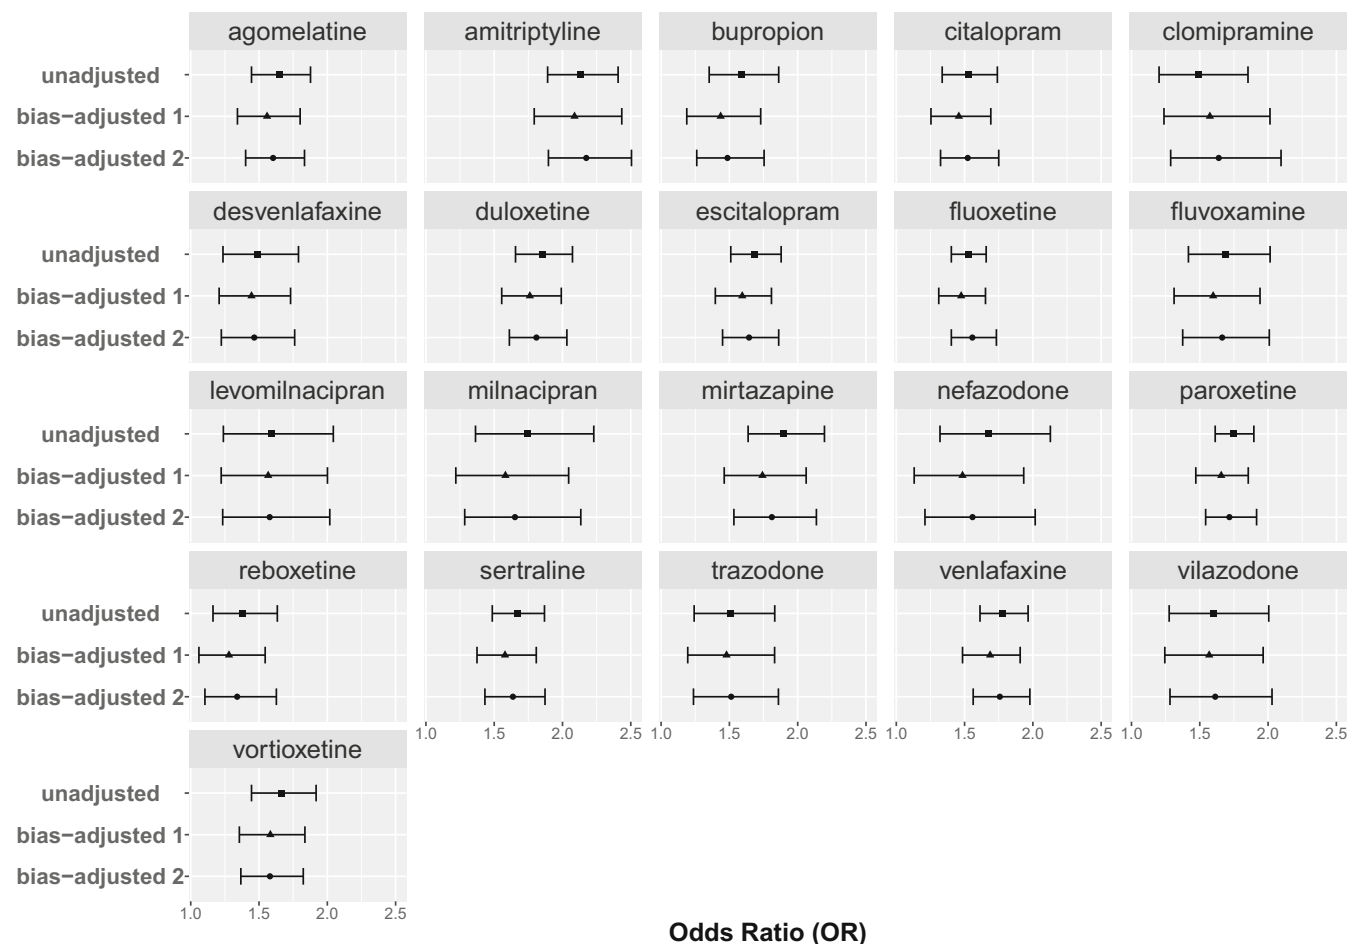 agomelatine amitriptyline bupropion citalopram clomipramine
unadjusted
bias−adjusted 1
bias−adjusted 2
desvenlafaxine duloxetine escitalopram fluoxetine fluvoxamine
unadjusted
bias−adjusted 1
bias−adjusted 2
levomilnacipran milnacipran mirtazapine nefazodone paroxetine
unadjusted
bias−adjusted 1
bias−adjusted 2
reboxetine sertraline trazodone venlafaxine vilazodone
unadjusted
bias−adjusted 1
bias−adjusted 2
1.0 1.5 2.0 2.5 1.0 1.5 2.0 2.5 1.0 1.5 2.0 2.5 1.0 1.5 2.0 2.5
vortioxetine
unadjusted
bias−adjusted 1
bias−adjusted 2
1.0 1.5 2.0 2.5
Odds Ratio (OR)